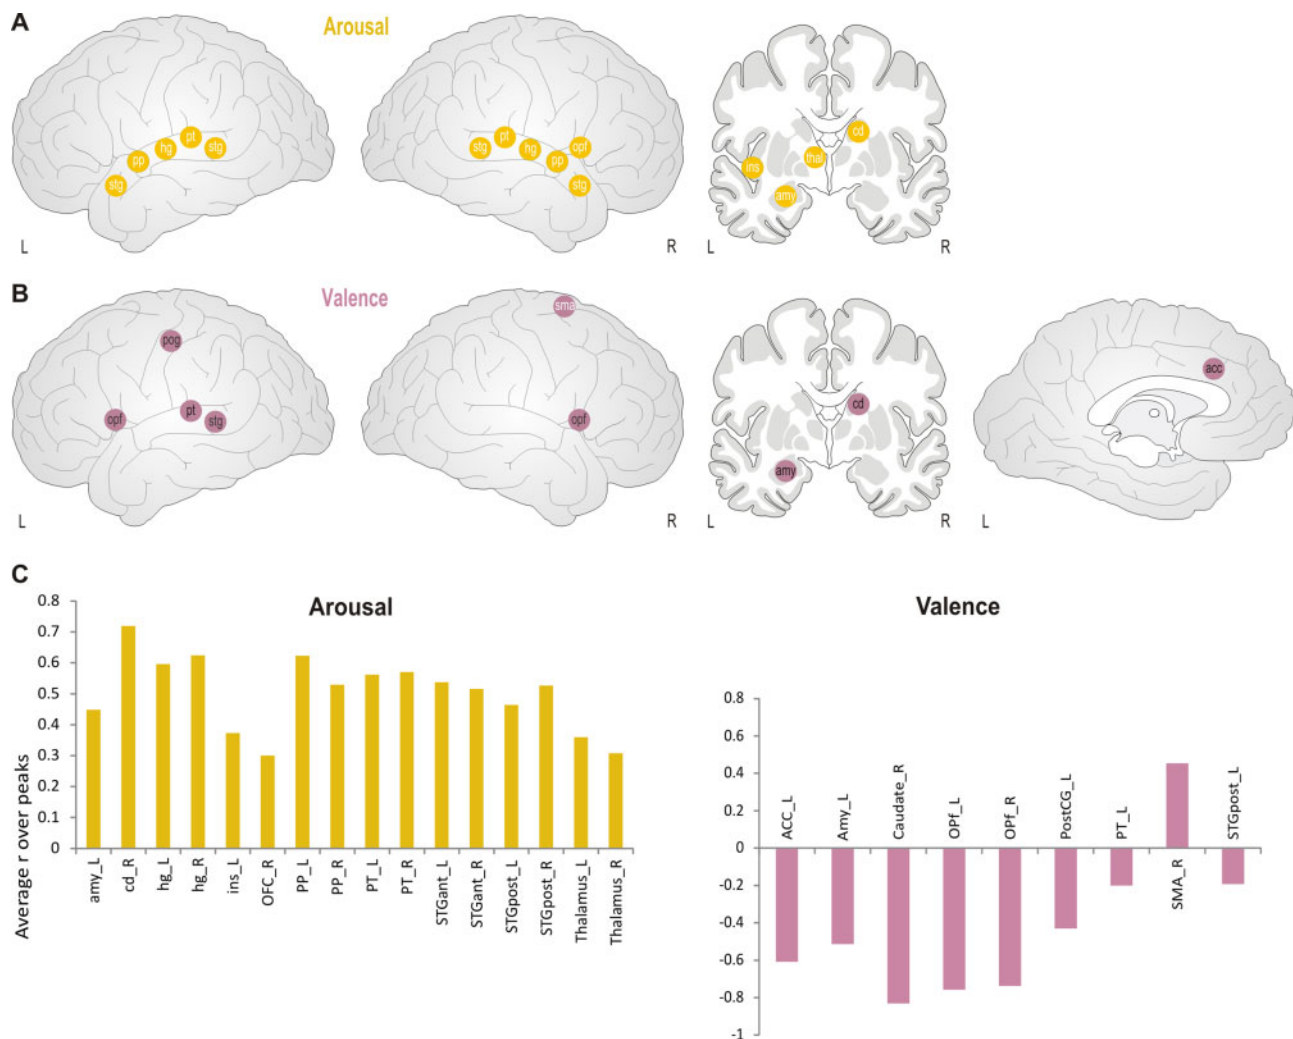 A
Arousal
pt
hg
stg
pp
stg
L
pt
stg
hg
opf
pp
stg
R
cd
thal
ins
amy
L
R
B
Valence
pog
opf
pt
stg
L
sma
opf
R
cd
amy
L
R
acc
L
C
Arousal
Average r over peaks
0.8
0.7
0.6
0.5
0.4
0.3
0.2
0.1
0
amy_L
cd_R
hg_L
hg_R
ins_L
OFC_R
PP_L
PP_R
PT_L
PT_R
STGant_L
STGant_R
STGpost_L
STGpost_R
Thalamus_L
Thalamus_R
Valence
0.8
0.6
0.4
0.2
0
-0.2
-0.4
-0.6
-0.8
-1
ACC_L
Amy_L
Caudate_R
OPf_L
OPf_R
PostCG_L
PT_L
SMA_R
STGpost_L